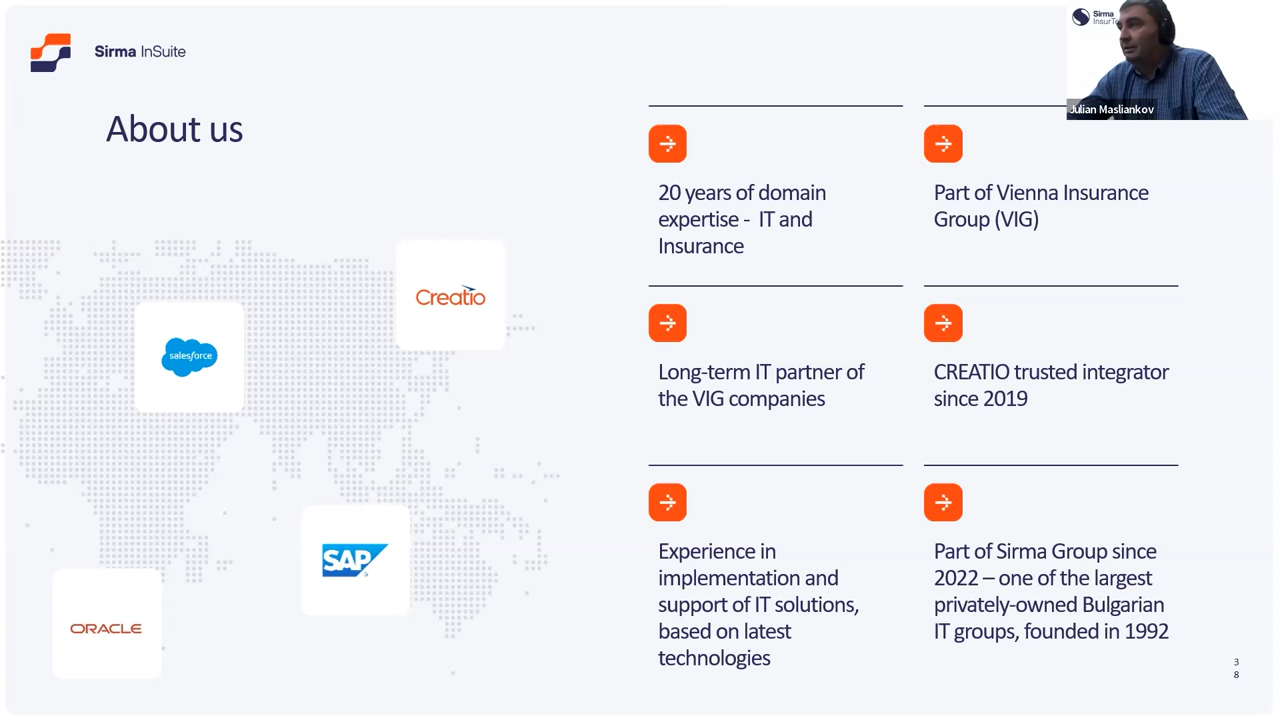 Sirma InSuite
Sirma
Julian Masliankov
About us
20 years of domain
expertise - IT and
Insurance
Part of Vienna Insurance
Group (VIG)
Long-term IT partner of
the VIG companies
CREATIO trusted integrator
since 2019
Experience in
implementation and
support of IT solutions,
based on latest
technologies
Part of Sirma Group since
2022 – one of the largest
privately-owned Bulgarian
IT groups, founded in 1992
Creatio
salesforce
SAP
ORACLE
3
8